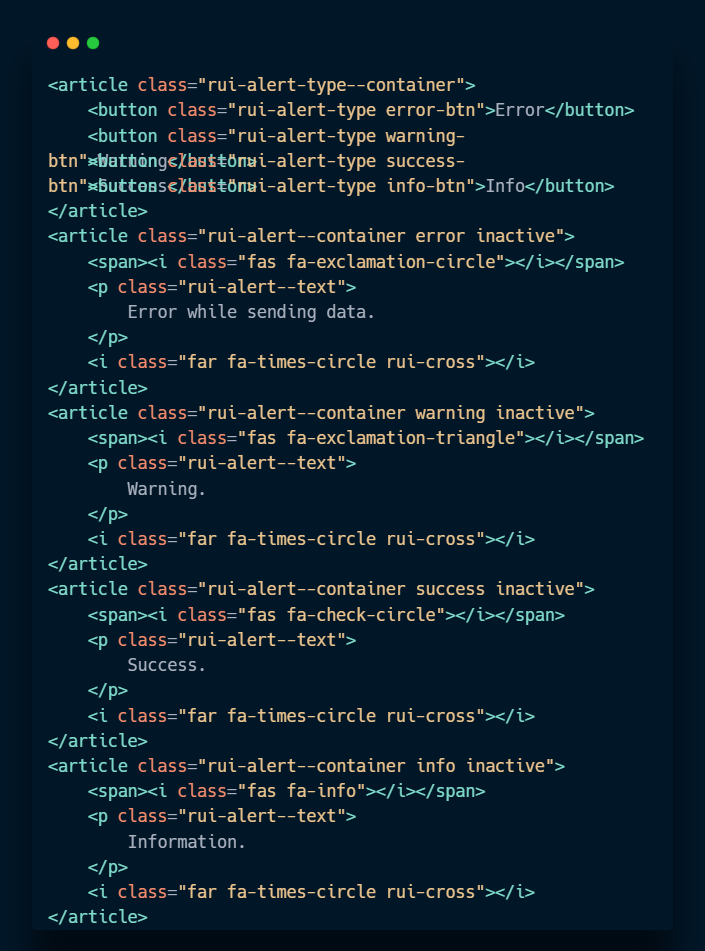 <article class="rui-alert-type--container">
    <button class="rui-alert-type error-btn">Error</button>
    <button class="rui-alert-type warning-
btn">Warning</button>
    <button class="rui-alert-type success-
btn">Success</button>
    <button class="rui-alert-type info-btn">Info</button>
</article>
<article class="rui-alert--container error inactive">
    <span><i class="fas fa-exclamation-circle"></i></span>
    <p class="rui-alert--text">
        Error while sending data.
    </p>
    <i class="far fa-times-circle rui-cross"></i>
</article>
<article class="rui-alert--container warning inactive">
    <span><i class="fas fa-exclamation-triangle"></i></span>
    <p class="rui-alert--text">
        Warning.
    </p>
    <i class="far fa-times-circle rui-cross"></i>
</article>
<article class="rui-alert--container success inactive">
    <span><i class="fas fa-check-circle"></i></span>
    <p class="rui-alert--text">
        Success.
    </p>
    <i class="far fa-times-circle rui-cross"></i>
</article>
<article class="rui-alert--container info inactive">
    <span><i class="fas fa-info"></i></span>
    <p class="rui-alert--text">
        Information.
    </p>
    <i class="far fa-times-circle rui-cross"></i>
</article>